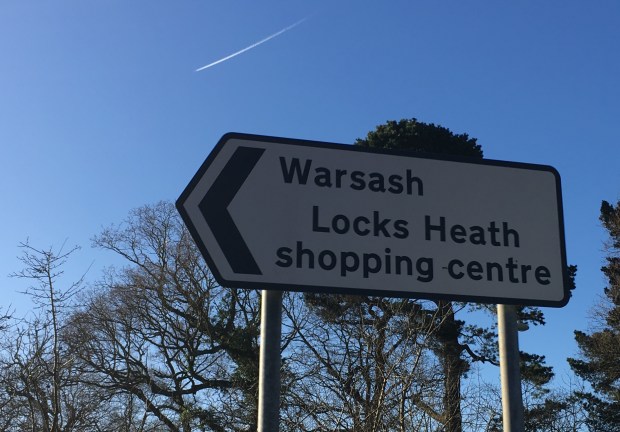 Warsash
Locks Heath
shopping centre